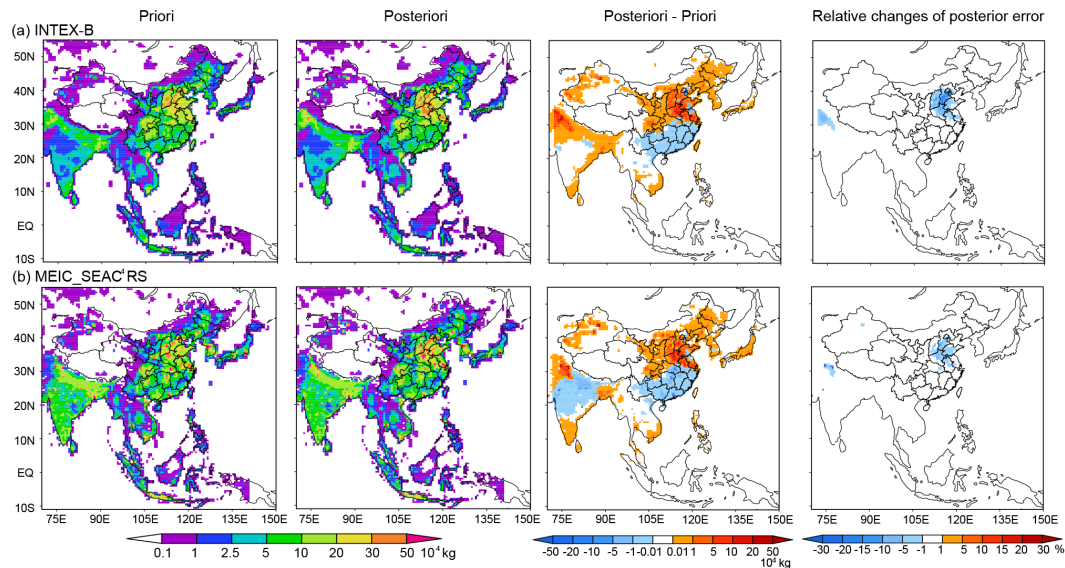 Priori Posteriori Posteriori - Priori Relative changes of posterior error
(a) INTEX-B
50N
40N
30N
20N
10N
EQ
10S
(b) MEIC_SEAC⁴RS
50N
40N
30N
20N
10N
EQ
10S
75E 90E 105E 120E 135E 150E 75E 90E 105E 120E 135E 150E 75E 90E 105E 120E 135E 150E 75E 90E 105E 120E 135E 150E
0.1 1 2.5 5 10 20 30 50 10⁴ kg
-50 -20 -10 -5 -1 -0.01 0.01 1 5 10 20 50
10⁴ kg
-30 -20 -15 -10 -5 -1 1 5 10 15 20 30 %